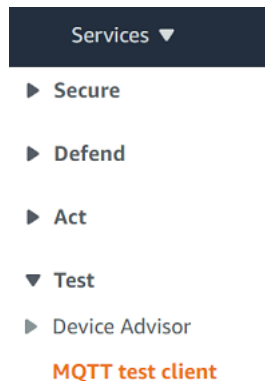 Services
Secure
Defend
Act
Test
Device Advisor
MQTT test client